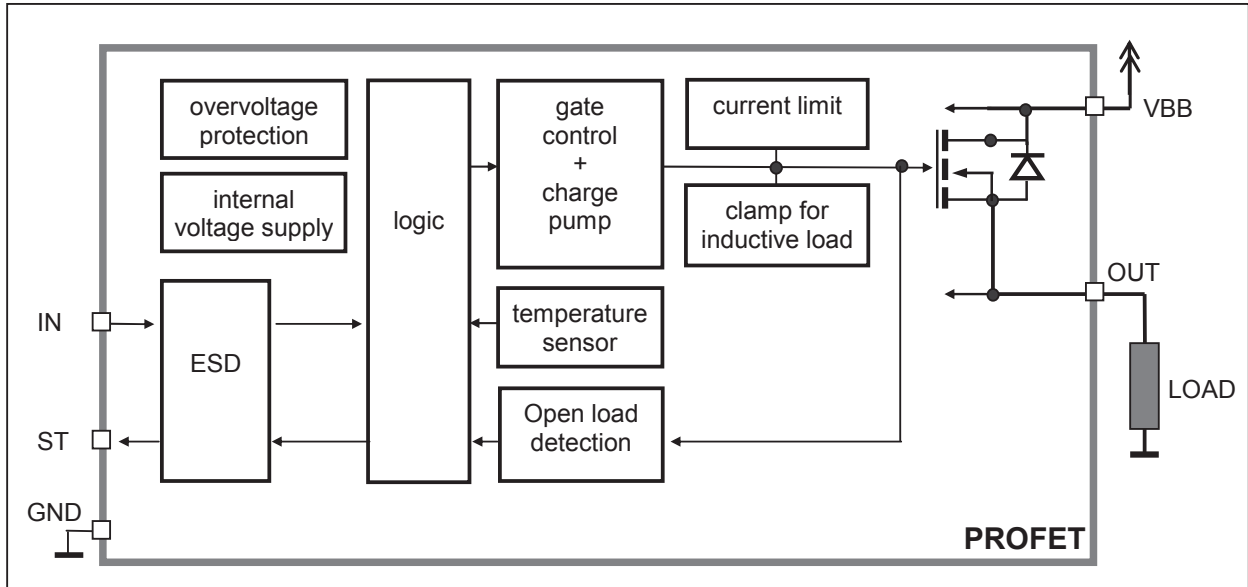 overvoltage
protection
internal
voltage supply
logic
gate
control
+
charge
pump
current limit
clamp for
inductive load
VBB
OUT
LOAD
IN
ESD
temperature
sensor
ST
Open load
detection
GND
PROFET